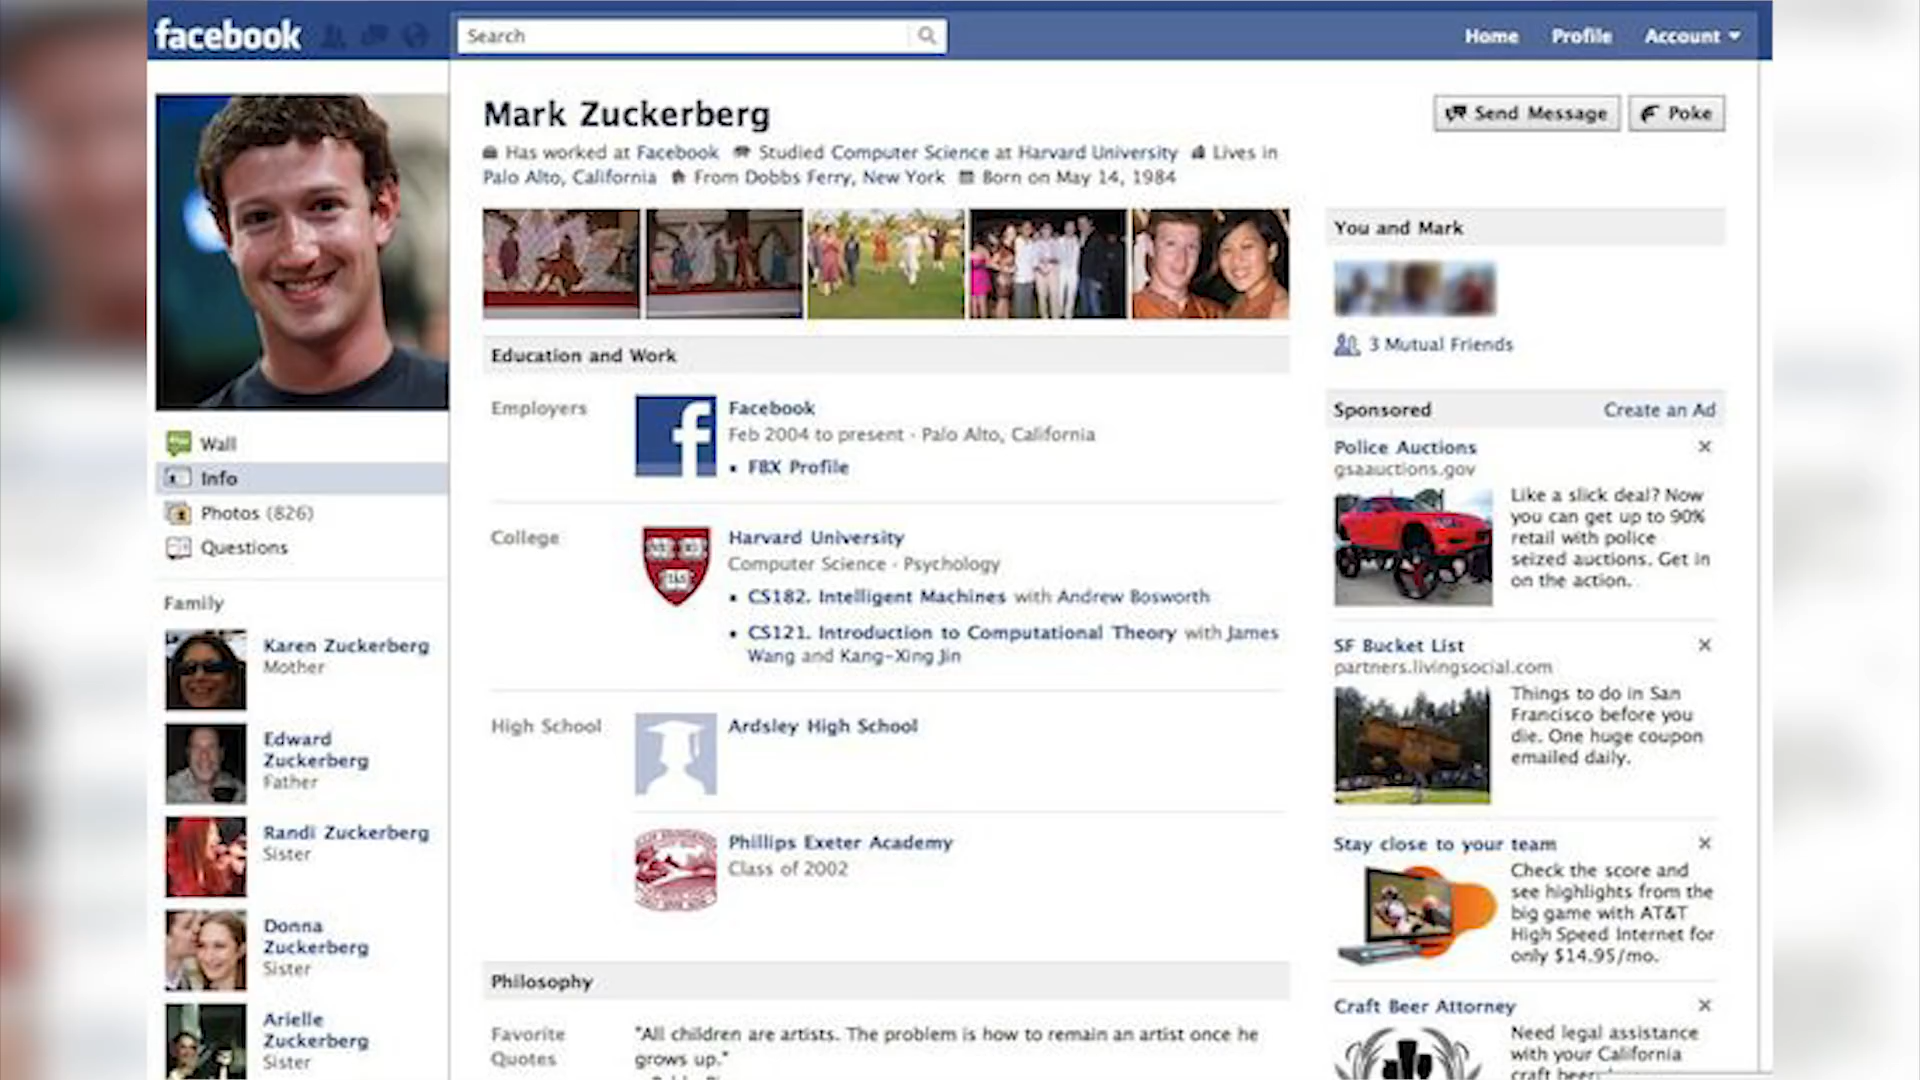 facebook
Search
Home Profile Account
Mark Zuckerberg
Send Message
Poke
Has worked at Facebook Studied Computer Science at Harvard University Lives in
Palo Alto, California From Dobbs Ferry, New York Born on May 14, 1984
Wall
Info
Photos (826)
Questions
Family
Karen Zuckerberg
Mother
Edward
Zuckerberg
Father
Randi Zuckerberg
Sister
Donna
Zuckerberg
Sister
Arielle
Zuckerberg
Sister
Education and Work
Employers
Facebook
Feb 2004 to present · Palo Alto, California
F8X Profile
College
Harvard University
Computer Science · Psychology
CS182. Intelligent Machines with Andrew Bosworth
CS121. Introduction to Computational Theory with James
Wang and Kang-Xing Jin
High School
Ardsley High School
Phillips Exeter Academy
Class of 2002
Philosophy
Favorite
Quotes
"All children are artists. The problem is how to remain an artist once he
grows up."
You and Mark
3 Mutual Friends
Sponsored
Create an Ad
Police Auctions
gsaauctions.gov
Like a slick deal? Now
you can get up to 90%
retail with police
seized auctions. Get in
on the action.
SF Bucket List
partners.livingsocial.com
Things to do in San
Francisco before you
die. One huge coupon
emailed daily.
Stay close to your team
Check the score and
see highlights from the
big game with AT&T
High Speed Internet for
only $14.95/mo.
Craft Beer Attorney
Need legal assistance
with your California
craft beer